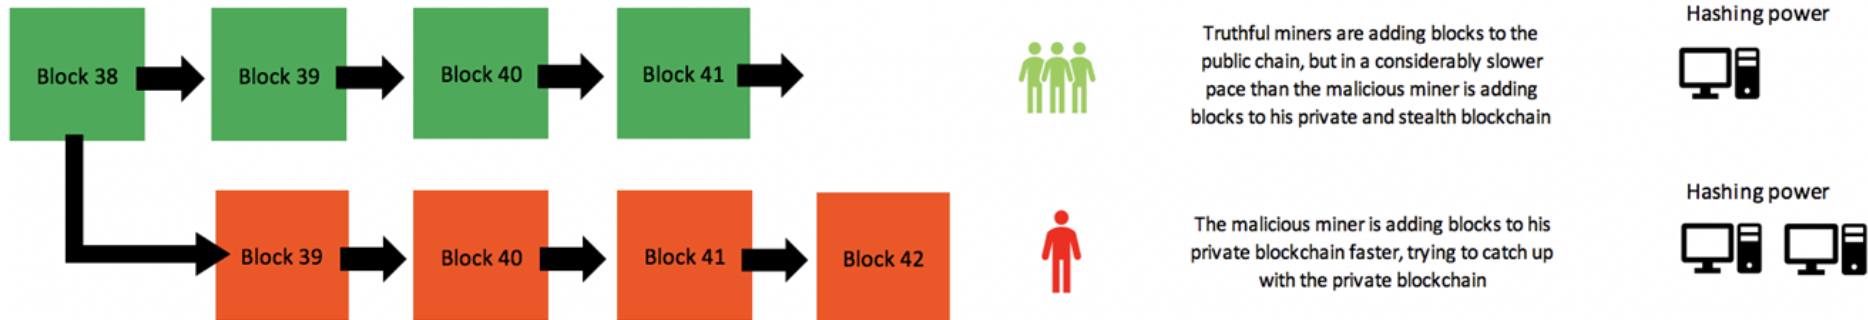 Block 38
Block 39
Block 40
Block 41
Truthful miners are adding blocks to the
public chain, but in a considerably slower
pace than the malicious miner is adding
blocks to his private and stealth blockchain
Hashing power
Block 39
Block 40
Block 41
Block 42
The malicious miner is adding blocks to his
private blockchain faster, trying to catch up
with the private blockchain
Hashing power